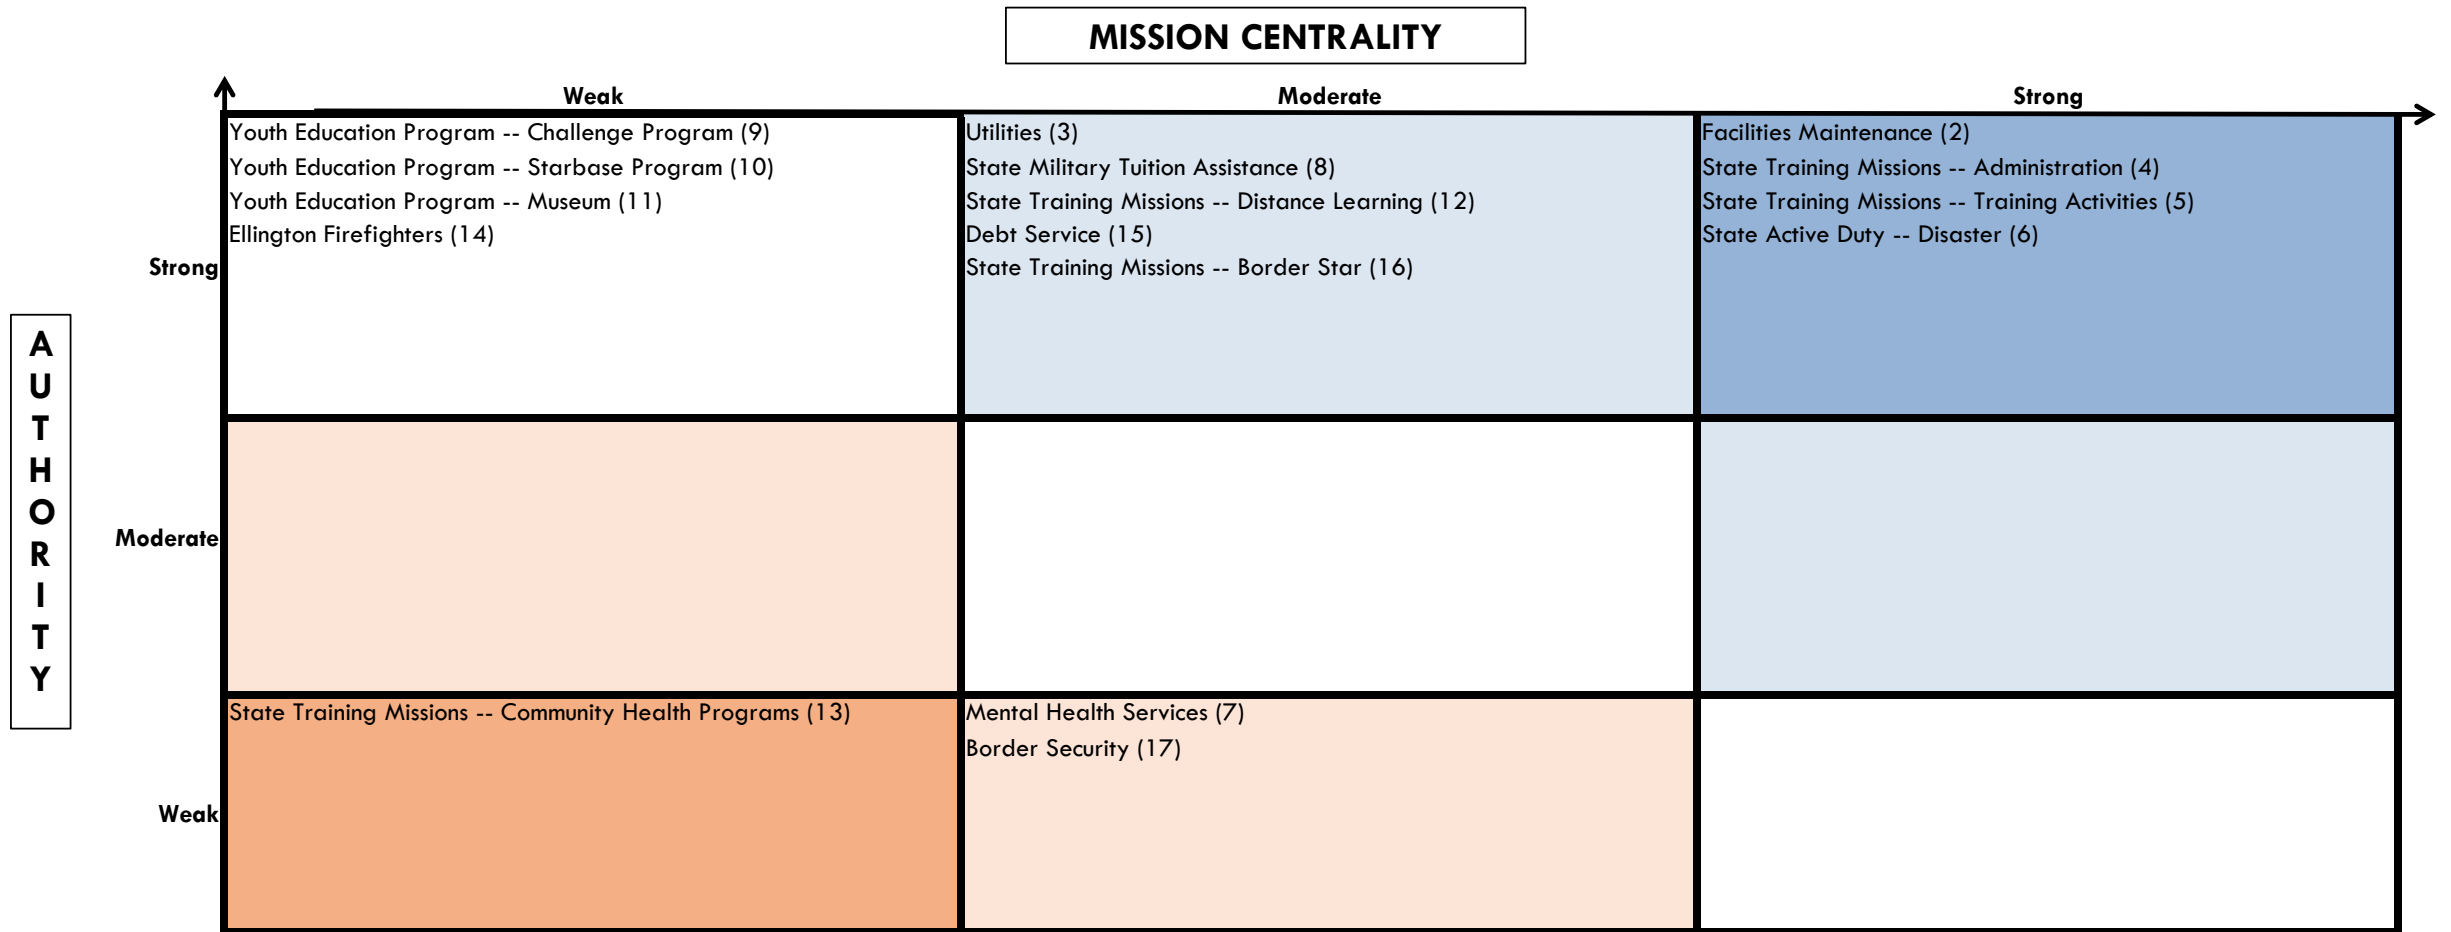 MISSION CENTRALITY
Weak
Moderate
Strong
AUTHORITY
Strong
Youth Education Program -- Challenge Program (9)
Youth Education Program -- Starbase Program (10)
Youth Education Program -- Museum (11)
Ellington Firefighters (14)
Utilities (3)
State Military Tuition Assistance (8)
State Training Missions -- Distance Learning (12)
Debt Service (15)
State Training Missions -- Border Star (16)
Facilities Maintenance (2)
State Training Missions -- Administration (4)
State Training Missions -- Training Activities (5)
State Active Duty -- Disaster (6)
Moderate
Weak
State Training Missions -- Community Health Programs (13)
Mental Health Services (7)
Border Security (17)